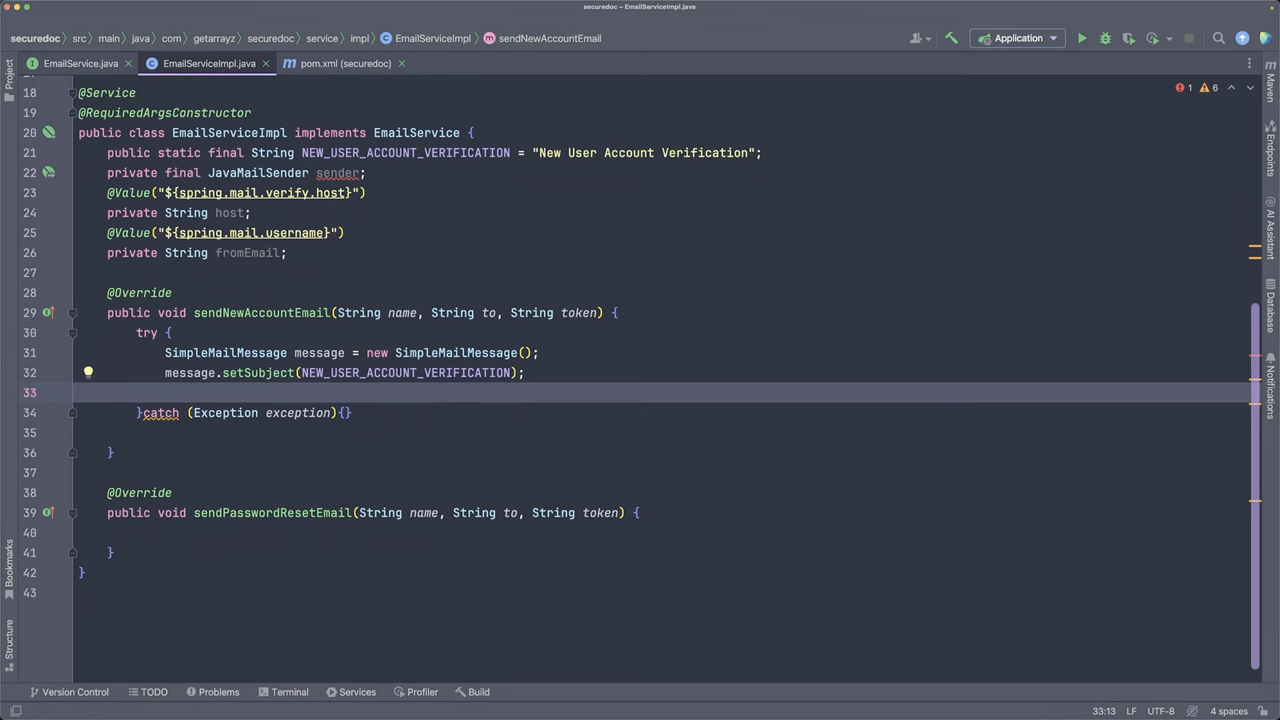 securedoc – EmailServiceImpl.java
securedoc › src › main › java › com › getarrayz › securedoc › service › impl › EmailServiceImpl › sendNewAccountEmail
Application
EmailService.java
EmailServiceImpl.java
pom.xml (securedoc)
1 6
18 @Service
19 @RequiredArgsConstructor
20 public class EmailServiceImpl implements EmailService {
21 public static final String NEW_USER_ACCOUNT_VERIFICATION = "New User Account Verification";
22 private final JavaMailSender sender;
23 @Value("${spring.mail.verify.host}")
24 private String host;
25 @Value("${spring.mail.username}")
26 private String fromEmail;
27
28 @Override
29 public void sendNewAccountEmail(String name, String to, String token) {
30 try {
31 SimpleMailMessage message = new SimpleMailMessage();
32 message.setSubject(NEW_USER_ACCOUNT_VERIFICATION);
33
34 }catch (Exception exception){}
35
36 }
37
38 @Override
39 public void sendPasswordResetEmail(String name, String to, String token) {
40
41 }
42 }
43
Project
Bookmarks
Structure
Maven
Endpoints
AI Assistant
Database
Notifications
Version Control
TODO
Problems
Terminal
Services
Profiler
Build
33:13 LF UTF-8 4 spaces